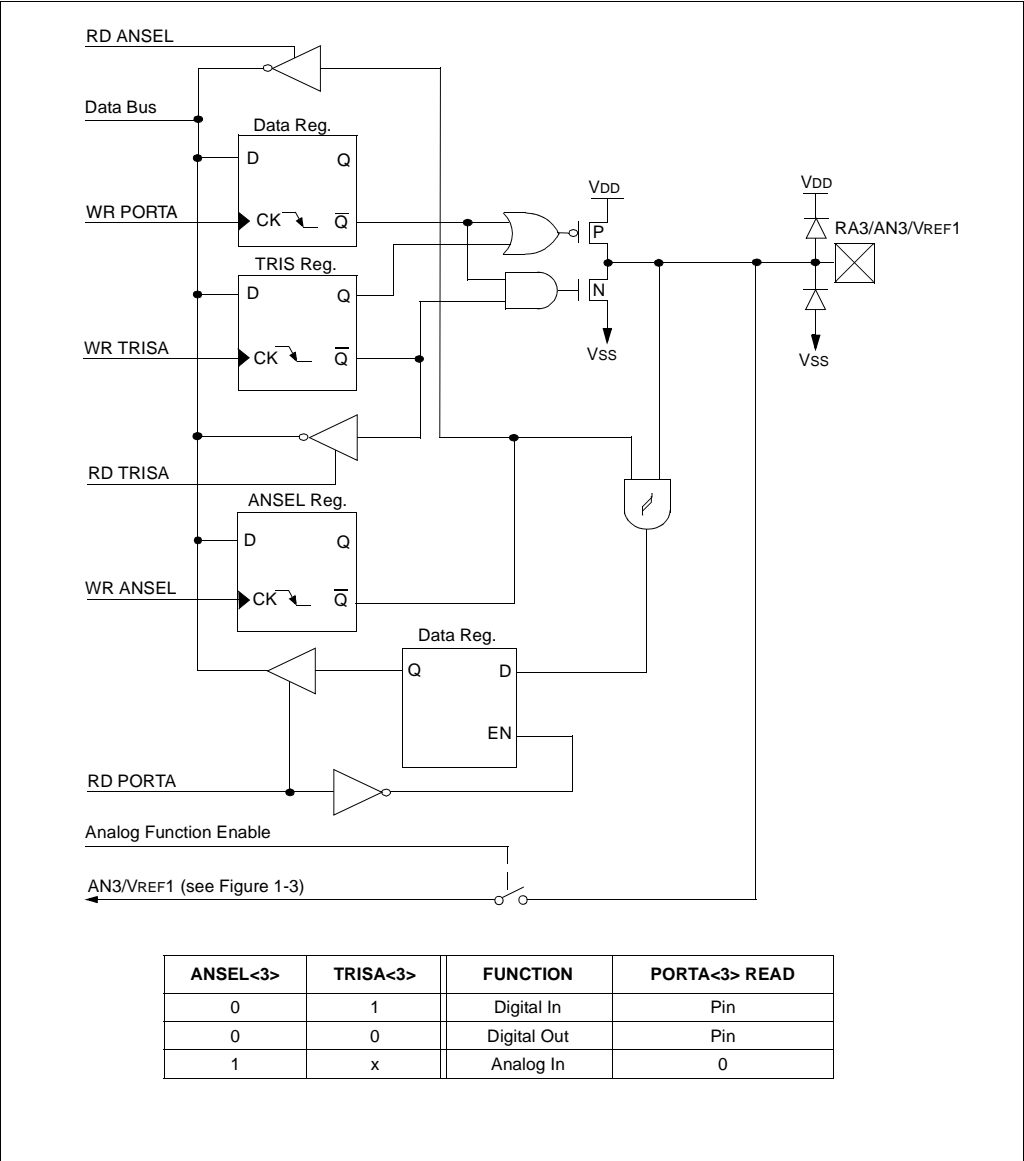 RD ANSEL
Data Bus
Data Reg.
D Q
VDD
VDD
WR PORTA
CK Q̅
P
RA3/AN3/VREF1
TRIS Reg.
D Q
N
WR TRISA
CK Q̅
VSS
VSS
RD TRISA
ANSEL Reg.
D Q
WR ANSEL
CK Q̅
Data Reg.
Q D
EN
RD PORTA
Analog Function Enable
AN3/VREF1 (see Figure 1-3)
ANSEL<3> TRISA<3> FUNCTION PORTA<3> READ
0 1 Digital In Pin
0 0 Digital Out Pin
1 x Analog In 0